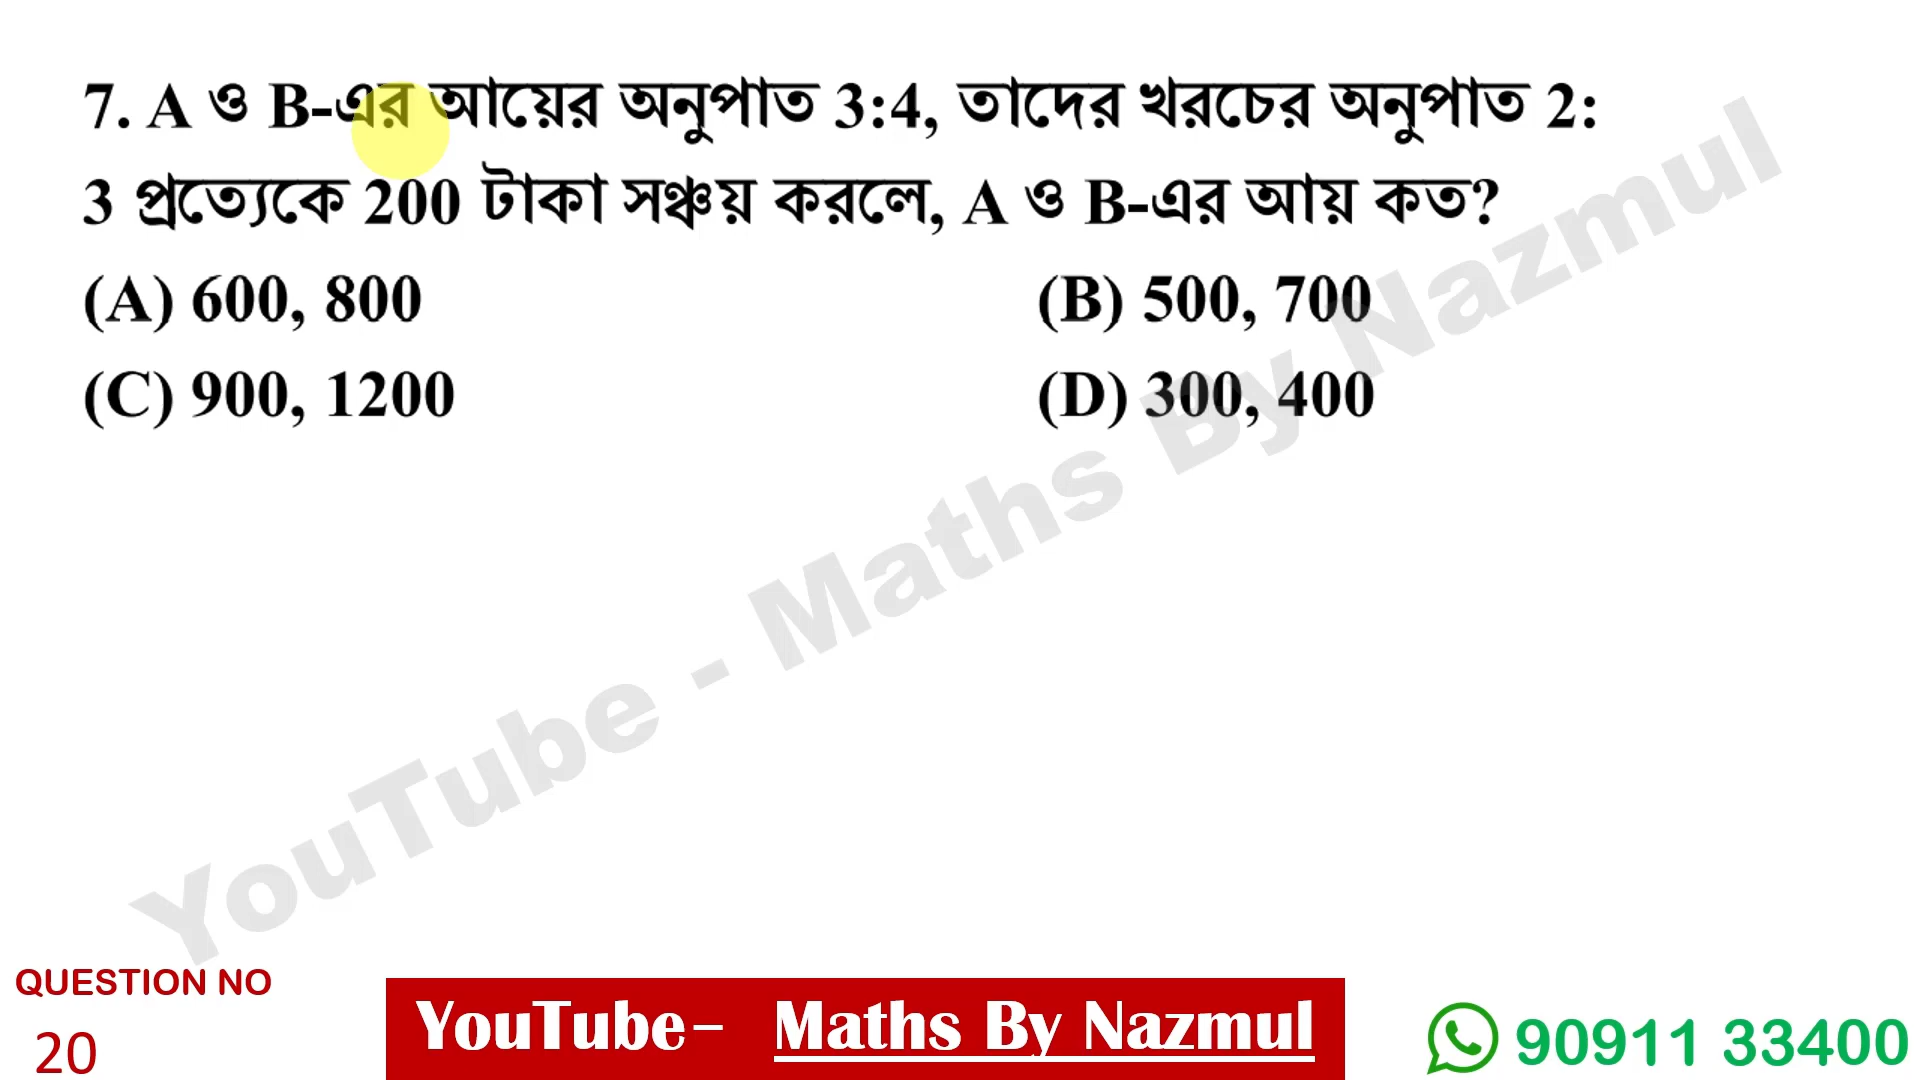 7. A ও B-এর আয়ের অনুপাত 3:4, তাদের খরচের অনুপাত 2:
3 প্রত্যেকে 200 টাকা সঞ্চয় করলে, A ও B-এর আয় কত?
(A) 600, 800 (B) 500, 700
(C) 900, 1200 (D) 300, 400
YouTube - Maths By Nazmul
QUESTION NO
20
YouTube- Maths By Nazmul
90911 33400